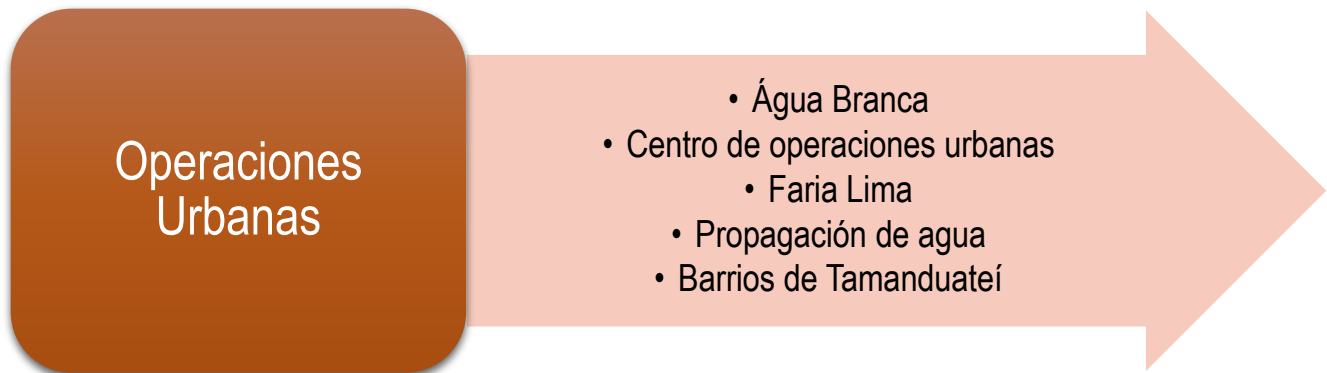 Operaciones
Urbanas
• Água Branca
• Centro de operaciones urbanas
• Faria Lima
• Propagación de agua
• Barrios de Tamanduateí